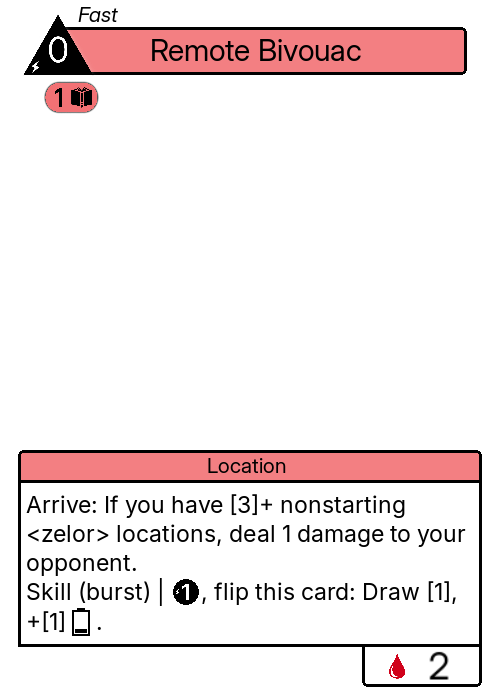 Fast
0
Remote Bivouac
1
Location
Arrive: If you have [3]+ nonstarting
<zelor> locations, deal 1 damage to your
opponent.
Skill (burst) | 1, flip this card: Draw [1],
+[1] .
2